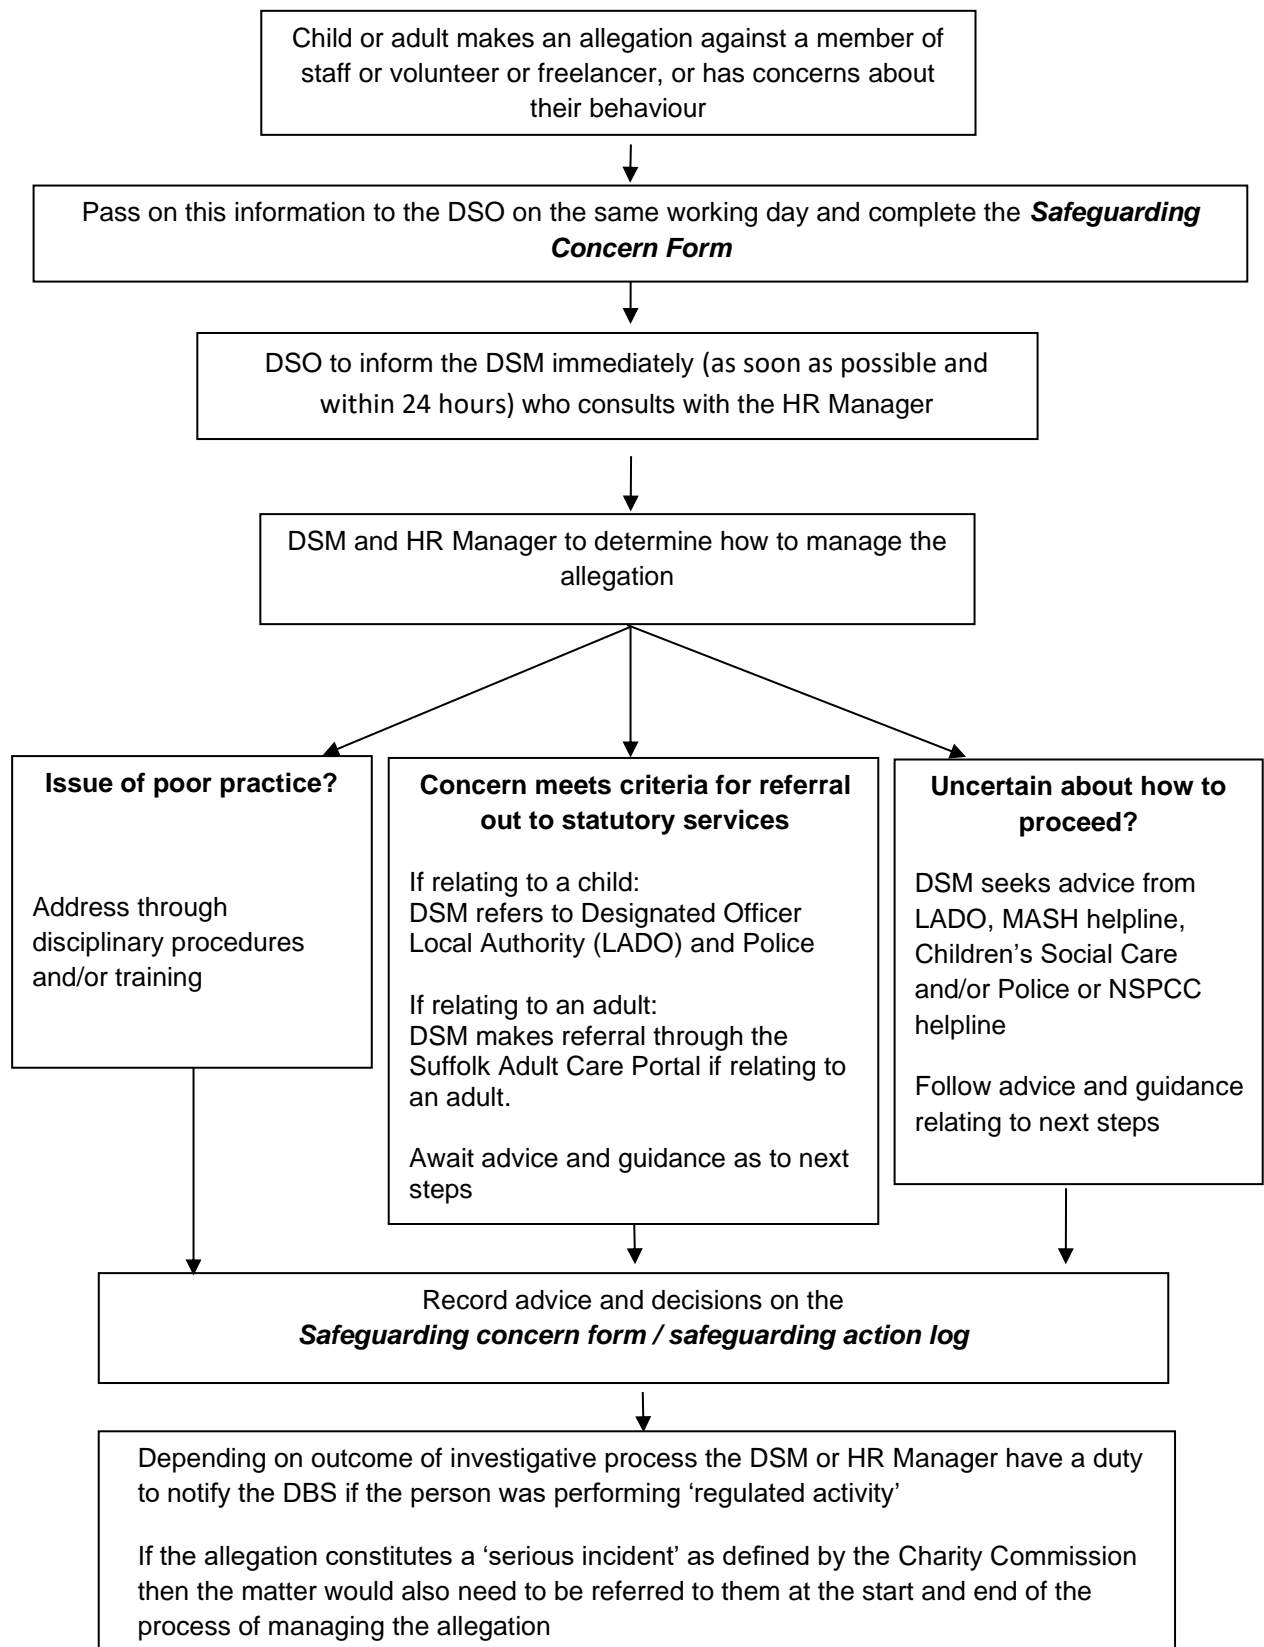 Child or adult makes an allegation against a member of
staff or volunteer or freelancer, or has concerns about
their behaviour
Pass on this information to the DSO on the same working day and complete the Safeguarding
Concern Form
DSO to inform the DSM immediately (as soon as possible and
within 24 hours) who consults with the HR Manager
DSM and HR Manager to determine how to manage the
allegation
Issue of poor practice?
Address through
disciplinary procedures
and/or training
Concern meets criteria for referral
out to statutory services
If relating to a child:
DSM refers to Designated Officer
Local Authority (LADO) and Police
If relating to an adult:
DSM makes referral through the
Suffolk Adult Care Portal if relating to
an adult.
Await advice and guidance as to next
steps
Uncertain about how to
proceed?
DSM seeks advice from
LADO, MASH helpline,
Children’s Social Care
and/or Police or NSPCC
helpline
Follow advice and guidance
relating to next steps
Record advice and decisions on the
Safeguarding concern form / safeguarding action log
Depending on outcome of investigative process the DSM or HR Manager have a duty
to notify the DBS if the person was performing ‘regulated activity’
If the allegation constitutes a ‘serious incident’ as defined by the Charity Commission
then the matter would also need to be referred to them at the start and end of the
process of managing the allegation